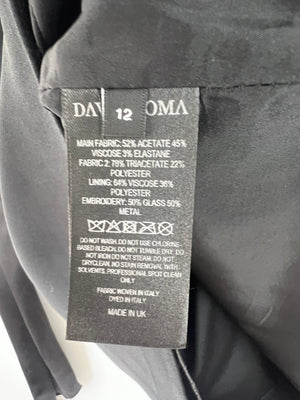 DAV OMA
12
MAIN FABRIC: 52% ACETATE 45%
VISCOSE 3% ELASTANE
FABRIC 2: 78% TRIACETATE 22%
POLYESTER
LINING: 64% VISCOSE 36%
POLYESTER
EMBROIDERY: 50% GLASS 50%
METAL
DO NOT WASH. DO NOT USE CHLORINE-
BASED BLEACH. DO NOT TUMBLE DRY. DO
NOT IRON DO NOT STEAM. DO NOT
DRYCLEAN. NO STAIN REMOVAL WITH
SOLVENTS. PROFESSIONAL SPOT CLEAN
ONLY
FABRIC WOVEN IN ITALY
DYED IN ITALY
MADE IN UK